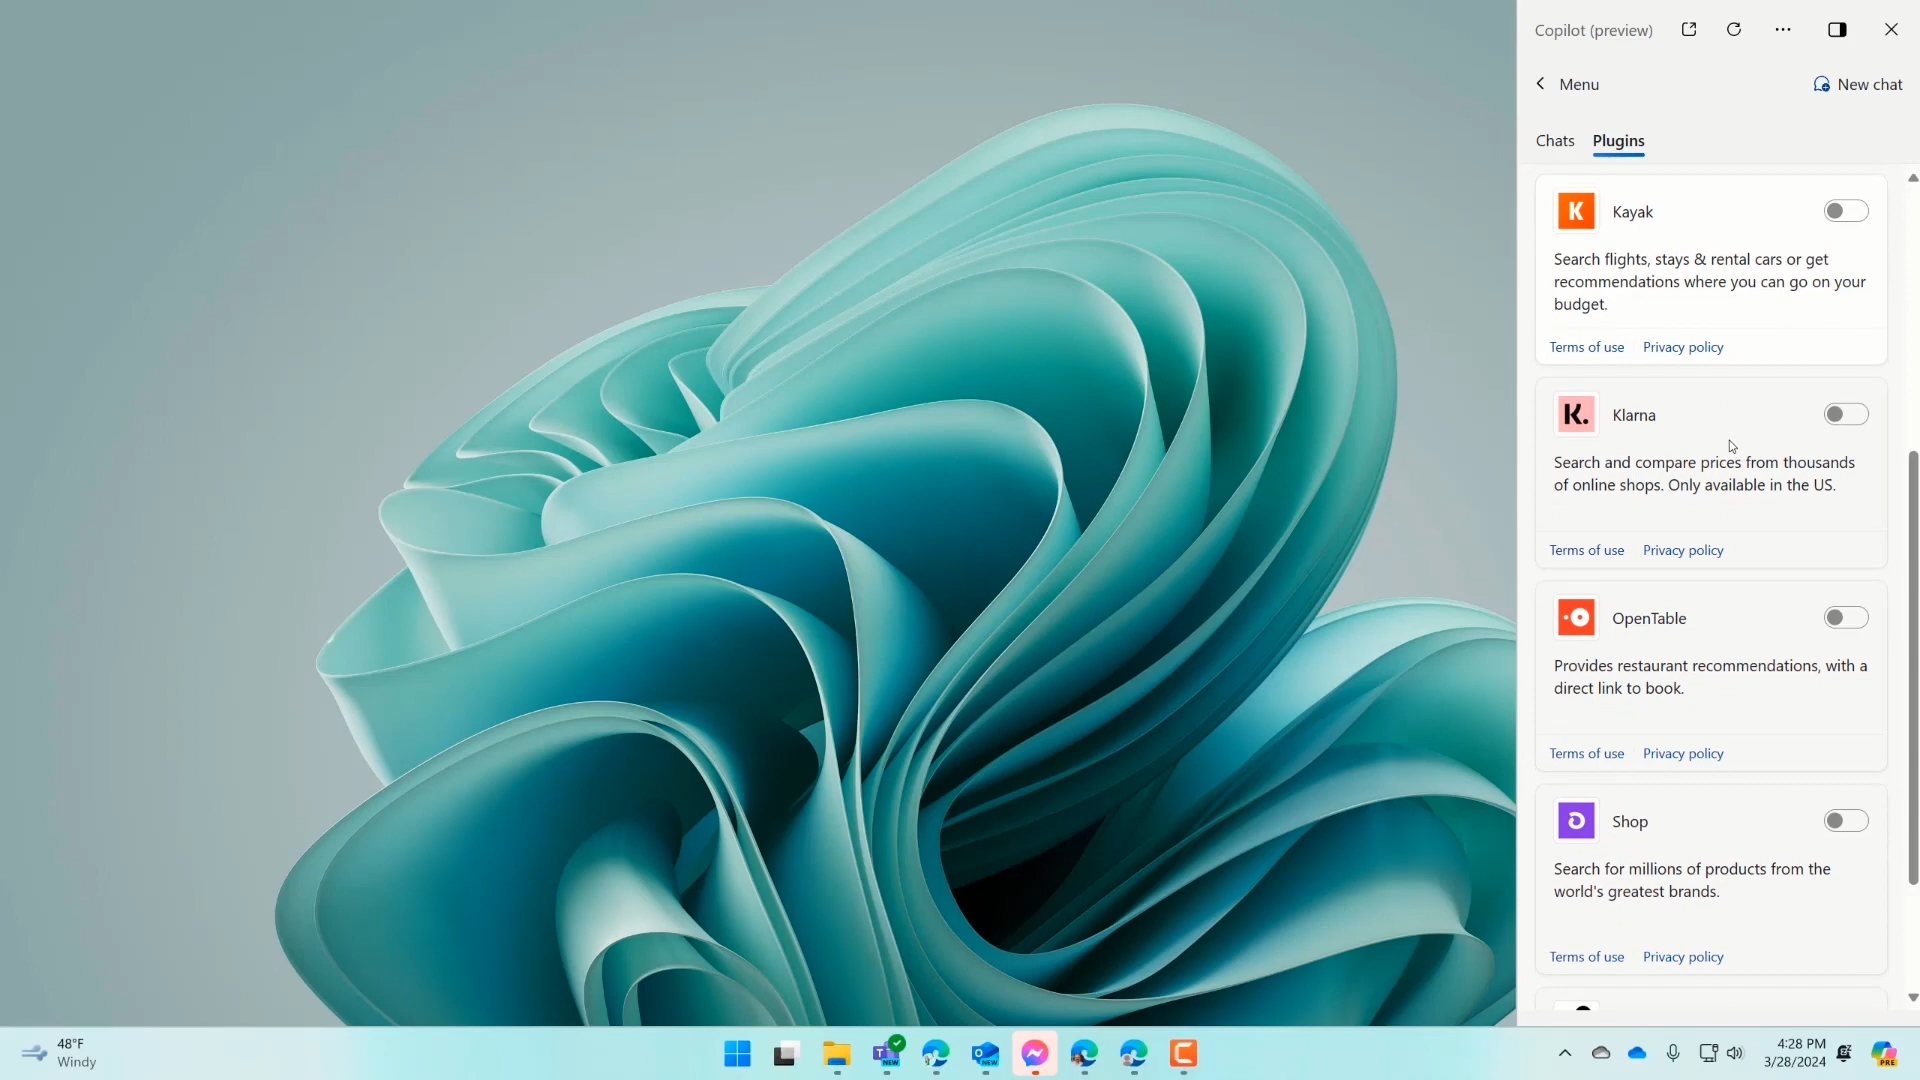 Copilot (preview)
Menu
New chat
Chats
Plugins
K
Kayak
Search flights, stays & rental cars or get
recommendations where you can go on your
budget.
Terms of use Privacy policy
K.
Klarna
Search and compare prices from thousands
of online shops. Only available in the US.
Terms of use Privacy policy
OpenTable
Provides restaurant recommendations, with a
direct link to book.
Terms of use Privacy policy
Shop
Search for millions of products from the
world's greatest brands.
Terms of use Privacy policy
48°F
Windy
NEW
NEW
4:28 PM
3/28/2024
PRE